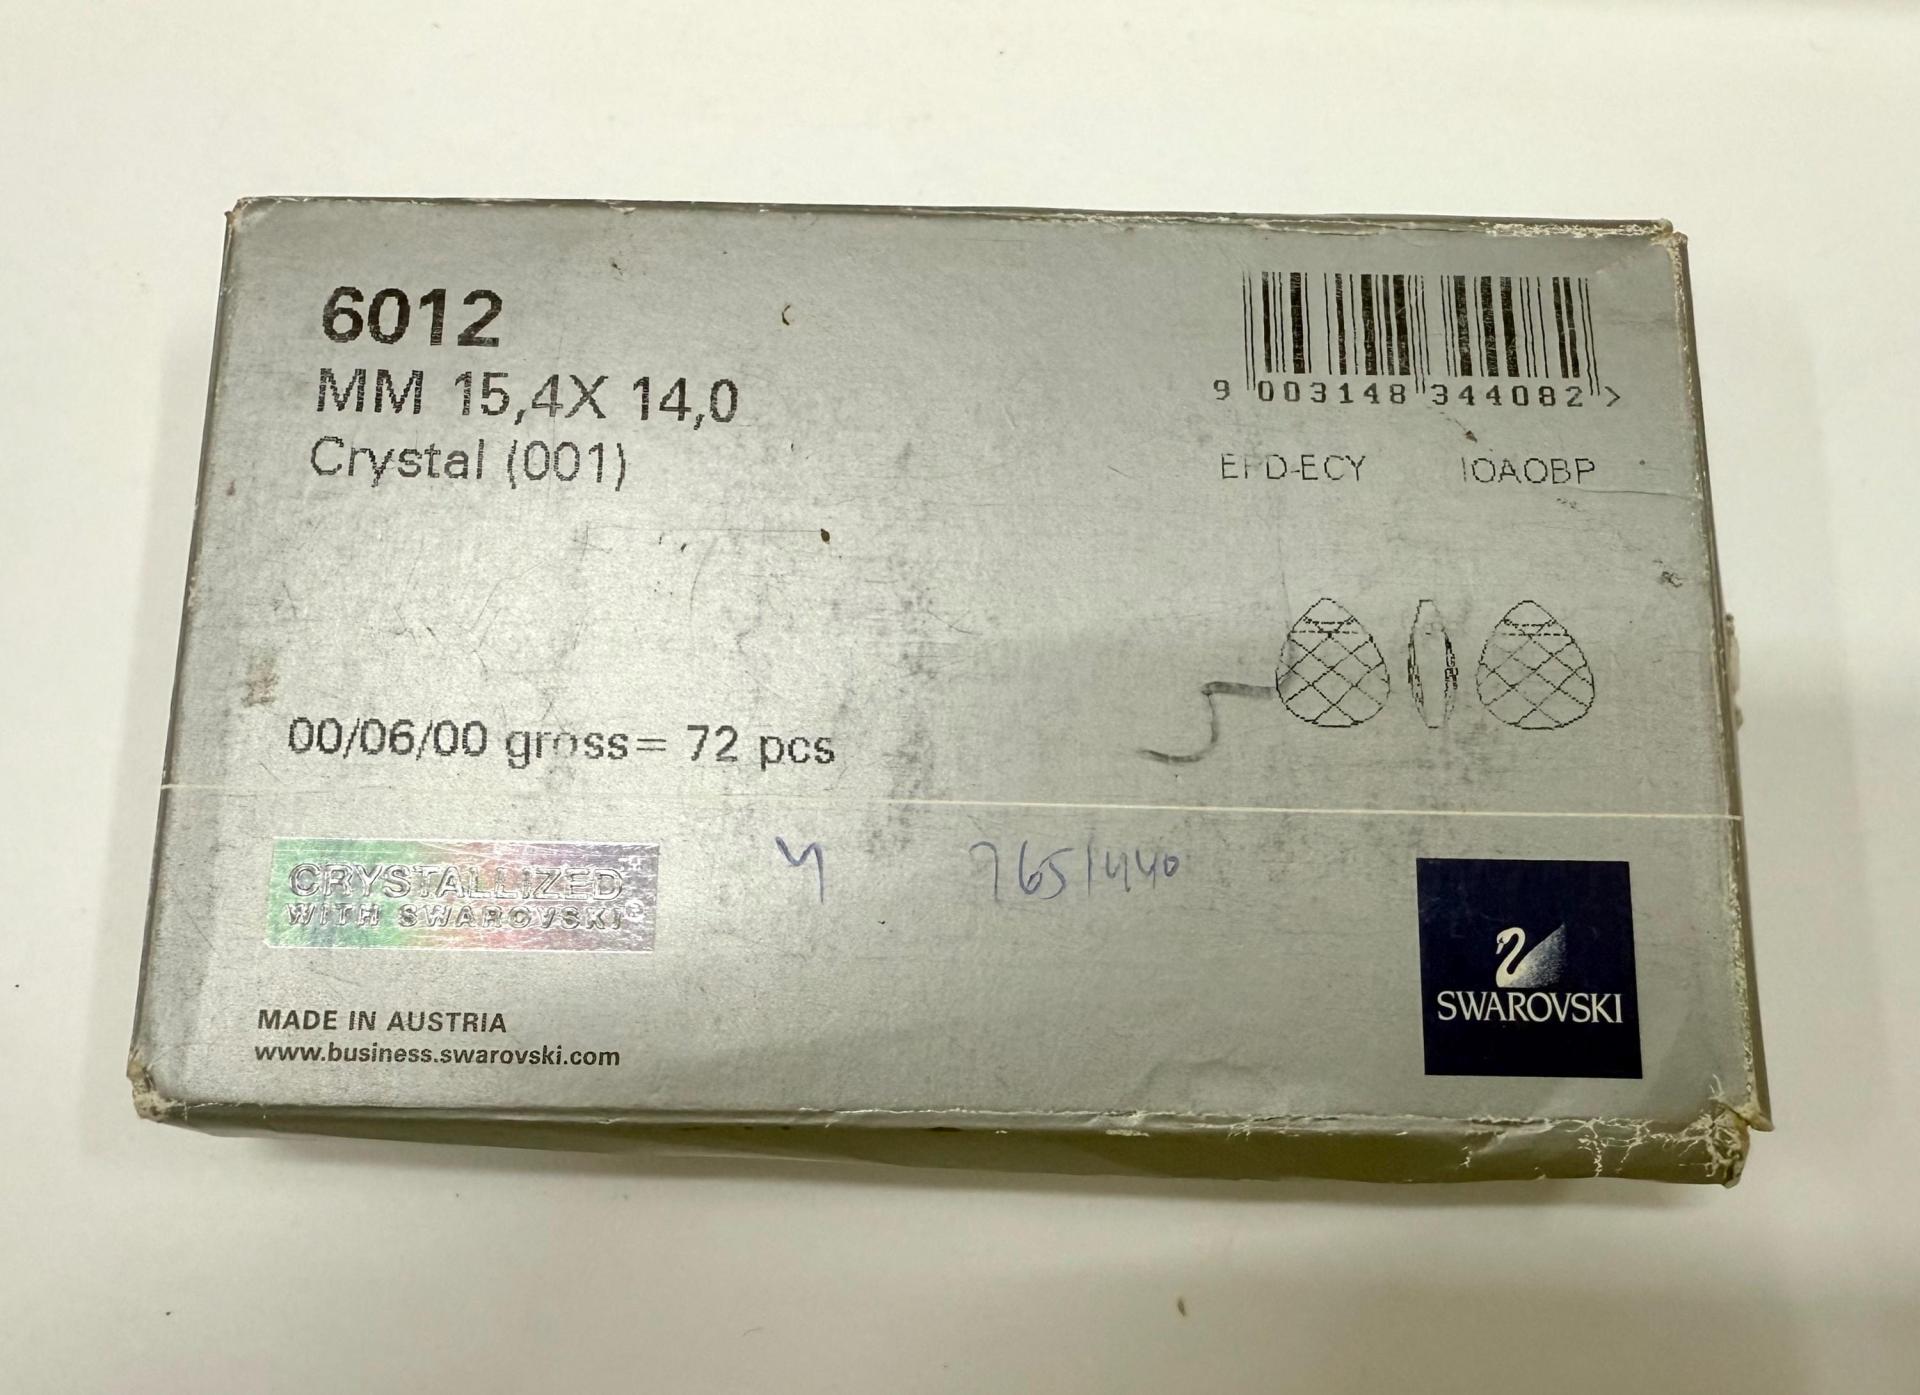 6012
MM 15,4X 14,0
Crystal (001)
9 003148 344082 >
EPD-ECY IOAOBP
00/06/00 gross= 72 pcs
CRYSTALLIZED
WITH SWAROVSKI
765/440
SWAROVSKI
MADE IN AUSTRIA
www.business.swarovski.com